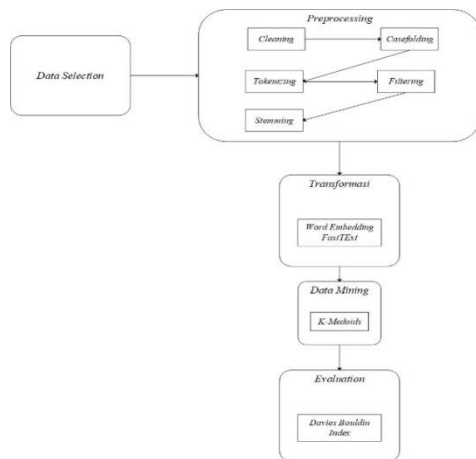 Preprocessing
Cleaning
Casefolding
Data Selection
Tokenizing
Filtering
Stemming
Transformasi
Word Embedding
FastTExt
Data Mining
K-Medoids
Evaluation
Davies Bouldin
Index